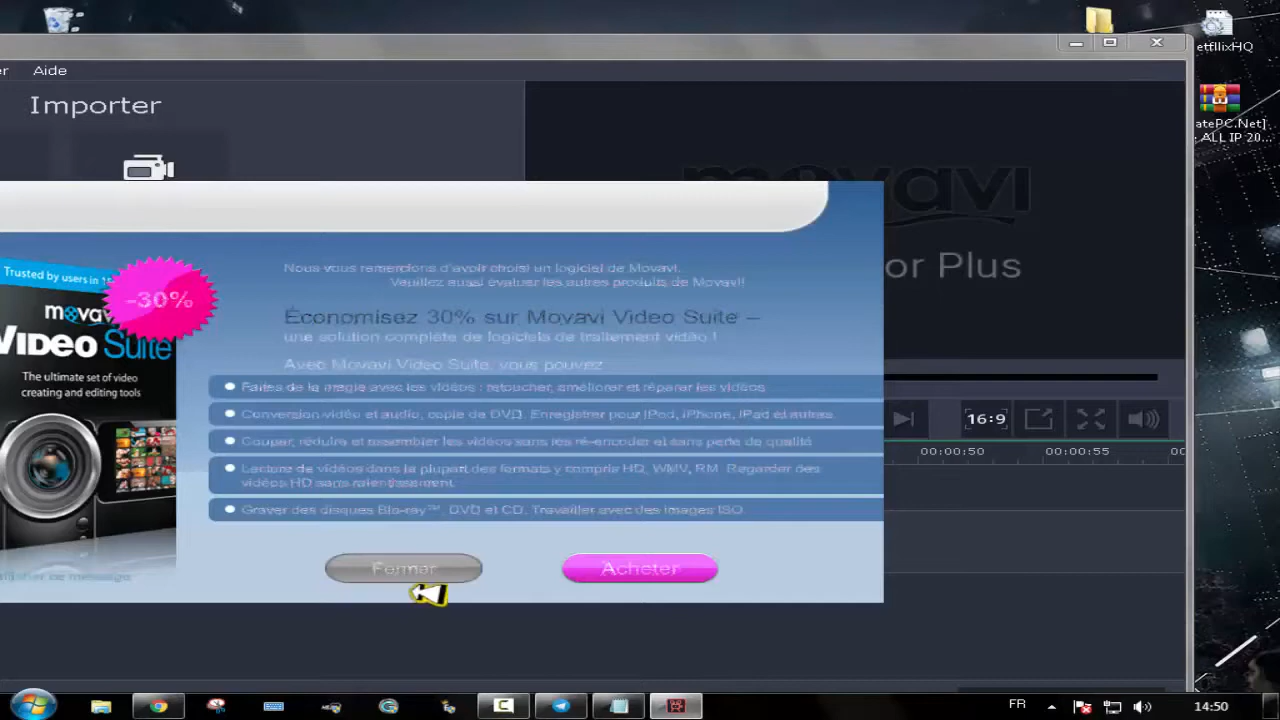 etfllixHQ
Aide
Importer
atePC.Net]
ALL IP 20...
movavi
or Plus
Trusted by users in 15
-30%
movav
Video Suite
The ultimate set of video
creating and editing tools
Nous vous remercions d'avoir choisi un logiciel de Movavi.
Veuillez aussi évaluer les autres produits de Movavi!
Économisez 30% sur Movavi Video Suite –
une solution complète de logiciels de traitement vidéo !
Avec Movavi Video Suite, vous pouvez
Faites de la magie avec les vidéos : retoucher, améliorer et réparer les vidéos
Conversion vidéo et audio, copie de DVD. Enregistrer pour iPod, iPhone, iPad et autres.
Couper, réduire et assembler les vidéos sans les ré-encoder et sans perte de qualité
Lecture de vidéos dans la plupart des formats y compris HD, WMV, RM. Regarder des
vidéos HD sans ralentissement.
Graver des disques Blu-ray™, DVD et CD. Travailler avec des images ISO.
Fermer
Acheter
16:9
00:00:50
00:00:55
00
FR
14:50